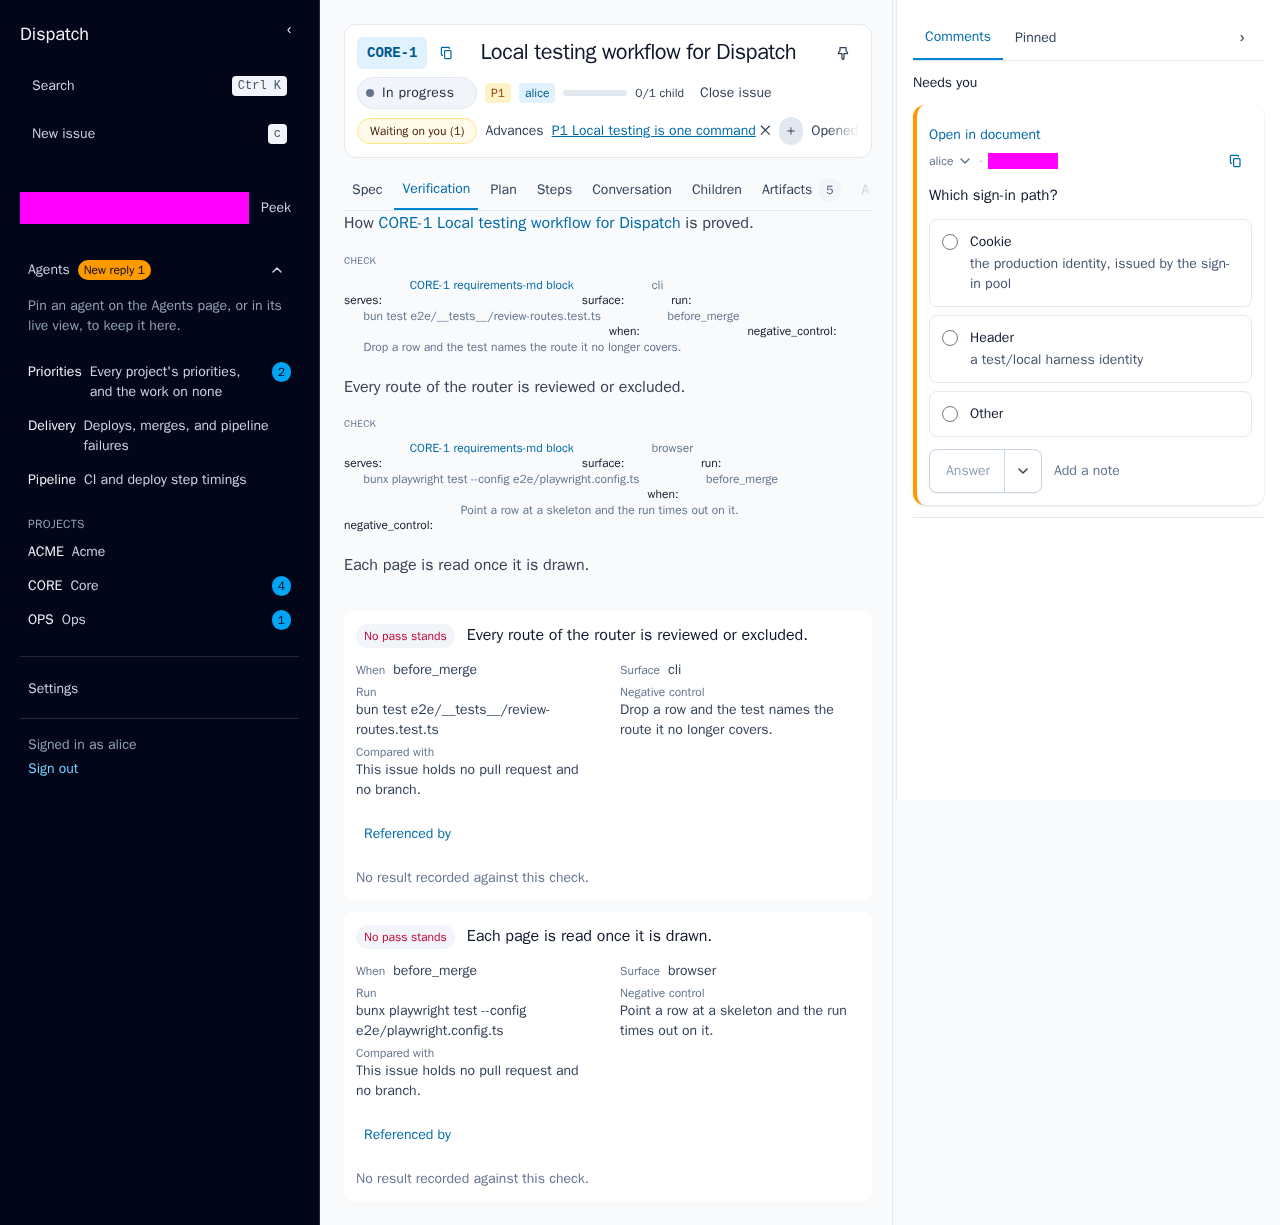 Dispatch
Search
Ctrl K
New issue
C
Peek
Agents
New reply 1
Pin an agent on the Agents page, or in its
live view, to keep it here.
Priorities
Every project's priorities,
and the work on none
2
Delivery
Deploys, merges, and pipeline
failures
Pipeline
CI and deploy step timings
PROJECTS
ACME Acme
CORE Core
4
OPS Ops
1
Settings
Signed in as alice
Sign out
CORE-1
Local testing workflow for Dispatch
In progress
P1
alice
0/1 child
Close issue
Waiting on you (1)
Advances
P1 Local testing is one command
+
Opened
Spec
Verification
Plan
Steps
Conversation
Children
Artifacts
5
How CORE-1 Local testing workflow for Dispatch is proved.
CHECK
CORE-1 requirements-md block
cli
serves:
surface:
run:
bun test e2e/__tests__/review-routes.test.ts
before_merge
when:
negative_control:
Drop a row and the test names the route it no longer covers.
Every route of the router is reviewed or excluded.
CHECK
CORE-1 requirements-md block
browser
serves:
surface:
run:
bunx playwright test --config e2e/playwright.config.ts
before_merge
when:
Point a row at a skeleton and the run times out on it.
negative_control:
Each page is read once it is drawn.
No pass stands
Every route of the router is reviewed or excluded.
When before_merge
Surface cli
Run
bun test e2e/__tests__/review-
routes.test.ts
Negative control
Drop a row and the test names the
route it no longer covers.
Compared with
This issue holds no pull request and
no branch.
Referenced by
No result recorded against this check.
No pass stands
Each page is read once it is drawn.
When before_merge
Surface browser
Run
bunx playwright test --config
e2e/playwright.config.ts
Negative control
Point a row at a skeleton and the run
times out on it.
Compared with
This issue holds no pull request and
no branch.
Referenced by
No result recorded against this check.
Comments
Pinned
Needs you
Open in document
alice
·
Which sign-in path?
Cookie
the production identity, issued by the sign-
in pool
Header
a test/local harness identity
Other
Answer
Add a note